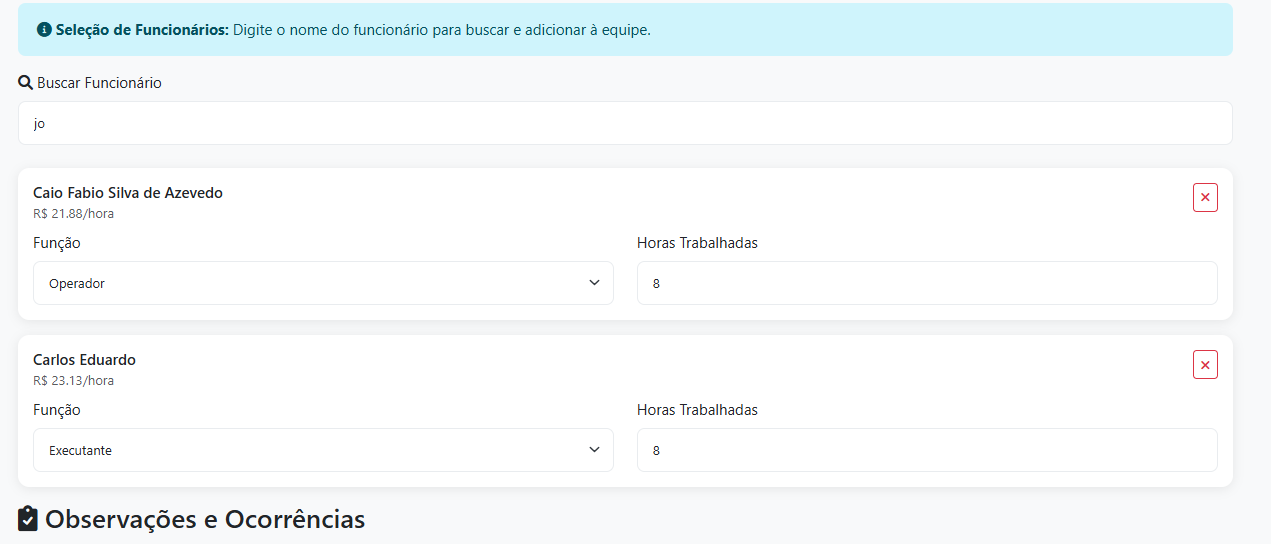 Seleção de Funcionários: Digite o nome do funcionário para buscar e adicionar à equipe.
Buscar Funcionário
jo
Caio Fabio Silva de Azevedo
R$ 21.88/hora
Função
Horas Trabalhadas
Operador
8
Carlos Eduardo
R$ 23.13/hora
Função
Horas Trabalhadas
Executante
8
Observações e Ocorrências